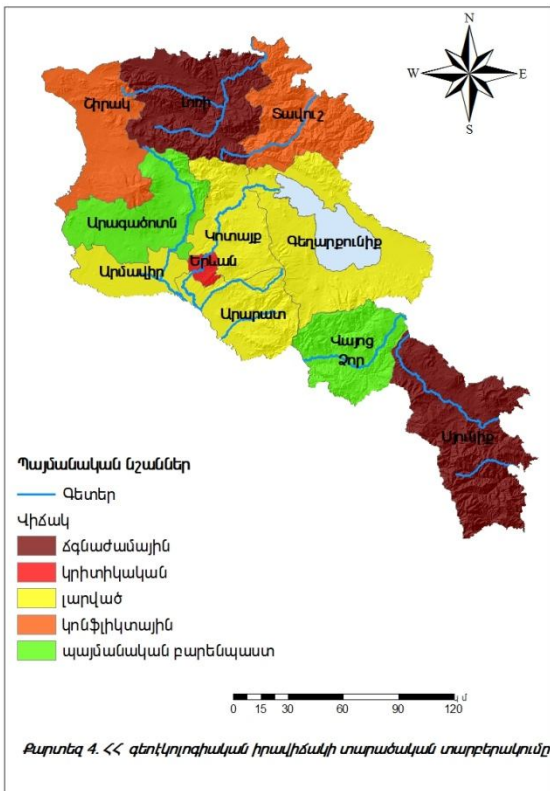 N
W E
S
Շիրակ
Լոռի
Տավուշ
Արագածոտն
Կոտայք
Գեղարքունիք
Երևան
Արմավիր
Արարատ
Վայոց
Ձոր
Սյունիք
Պայմանական նշաններ
Գետեր
Վիճակ
ճգնաժամային
կրիտիկական
լարված
կոնֆլիկտային
պայմանական բարենպաստ
կմ
0 15 30 60 90 120
Քարտեզ 4. ՀՀ գեոէկոլոգիական իրավիճակի տարածական տարբերակումը